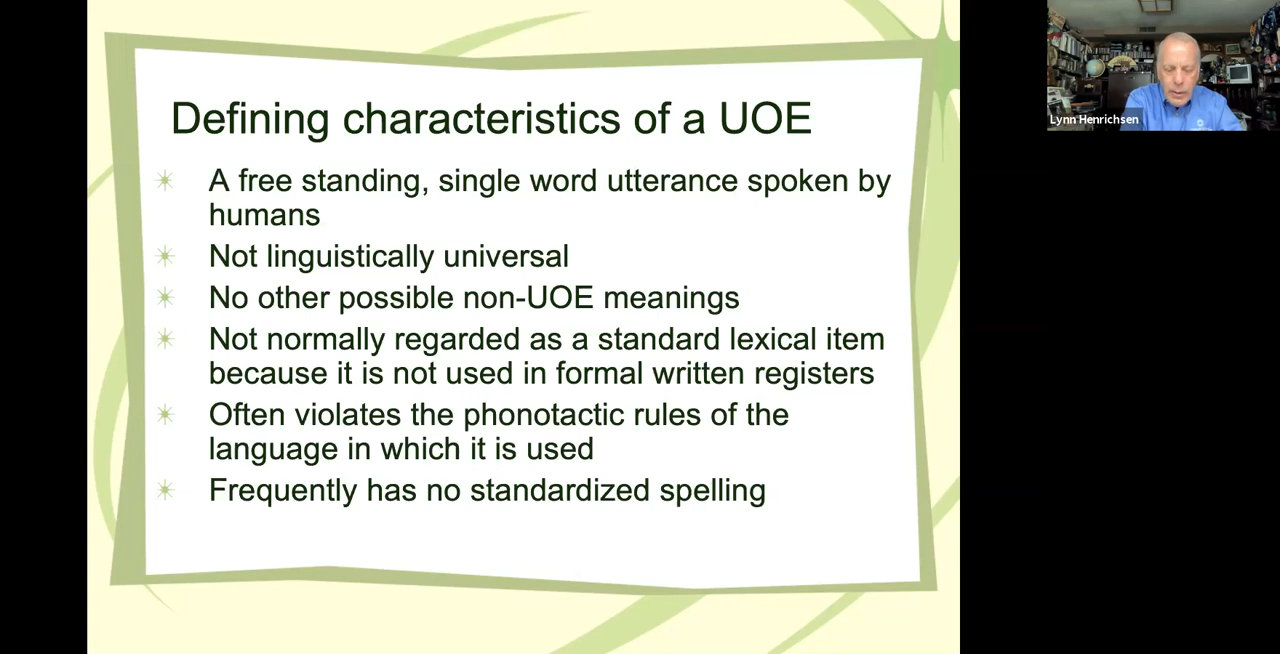 Defining characteristics of a UOE
A free standing, single word utterance spoken by
humans
Not linguistically universal
No other possible non-UOE meanings
Not normally regarded as a standard lexical item
because it is not used in formal written registers
Often violates the phonotactic rules of the
language in which it is used
Frequently has no standardized spelling
Lynn Henrichsen